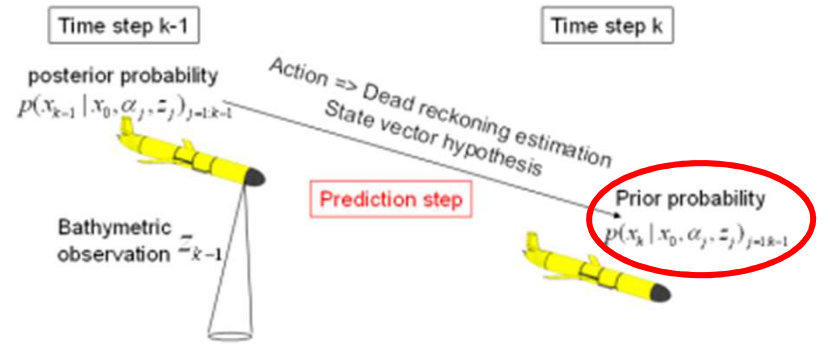 Time step k-1
Time step k
posterior probability
p(x_{k-1} | x_0, α_j, z_j)_{j=1:k-1}
Action => Dead reckoning estimation
State vector hypothesis
Prediction step
Prior probability
p(x_k | x_0, α_j, z_j)_{j=1:k-1}
Bathymetric
observation z_{k-1}